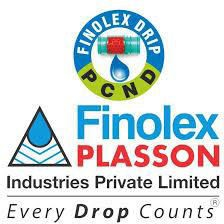 FINOLEX DRIP
PCND
Finolex
PLASSON
Industries Private Limited
Every Drop Counts®